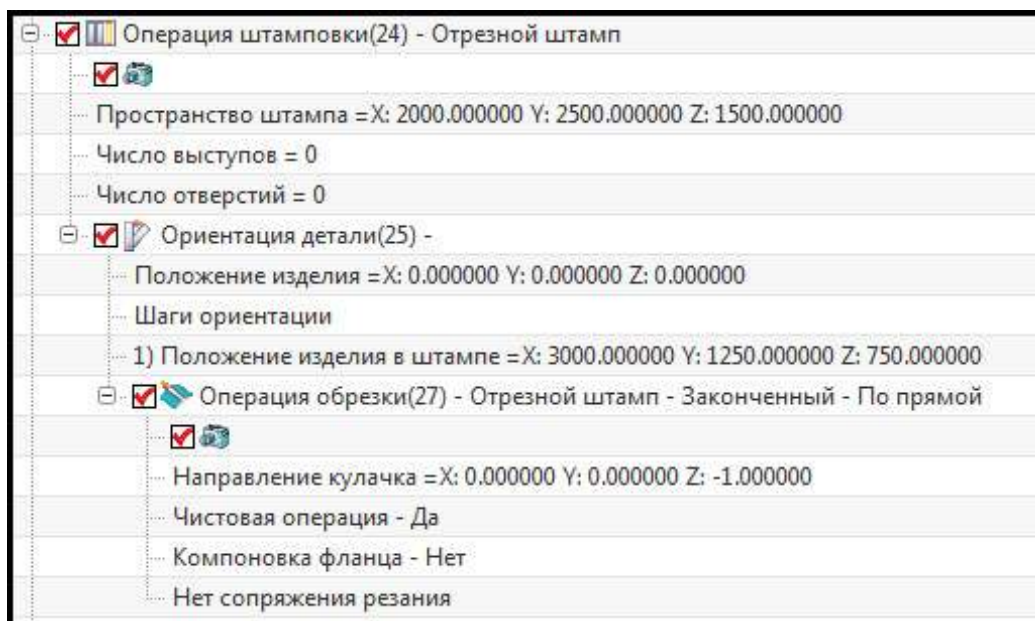 Операция штамповки(24) - Отрезной штамп
Пространство штампа =X: 2000.000000 Y: 2500.000000 Z: 1500.000000
Число выступов = 0
Число отверстий = 0
Ориентация детали(25) -
Положение изделия =X: 0.000000 Y: 0.000000 Z: 0.000000
Шаги ориентации
1) Положение изделия в штампе =X: 3000.000000 Y: 1250.000000 Z: 750.000000
Операция обрезки(27) - Отрезной штамп - Законченный - По прямой
Направление кулачка =X: 0.000000 Y: 0.000000 Z: -1.000000
Чистовая операция - Да
Компоновка фланца - Нет
Нет сопряжения резания